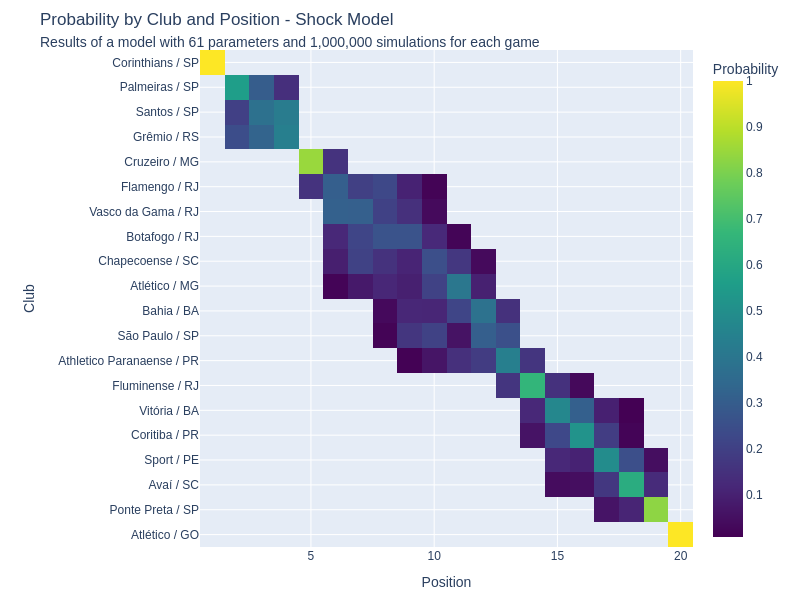 Probability by Club and Position - Shock Model
Results of a model with 61 parameters and 1,000,000 simulations for each game
Probability
Corinthians / SP
Palmeiras / SP
Santos / SP
Grêmio / RS
Cruzeiro / MG
Flamengo / RJ
Vasco da Gama / RJ
Botafogo / RJ
Chapecoense / SC
Atlético / MG
Bahia / BA
São Paulo / SP
Athletico Paranaense / PR
Fluminense / RJ
Vitória / BA
Coritiba / PR
Sport / PE
Avaí / SC
Ponte Preta / SP
Atlético / GO
Club
5
10
15
20
Position
1
0.9
0.8
0.7
0.6
0.5
0.4
0.3
0.2
0.1